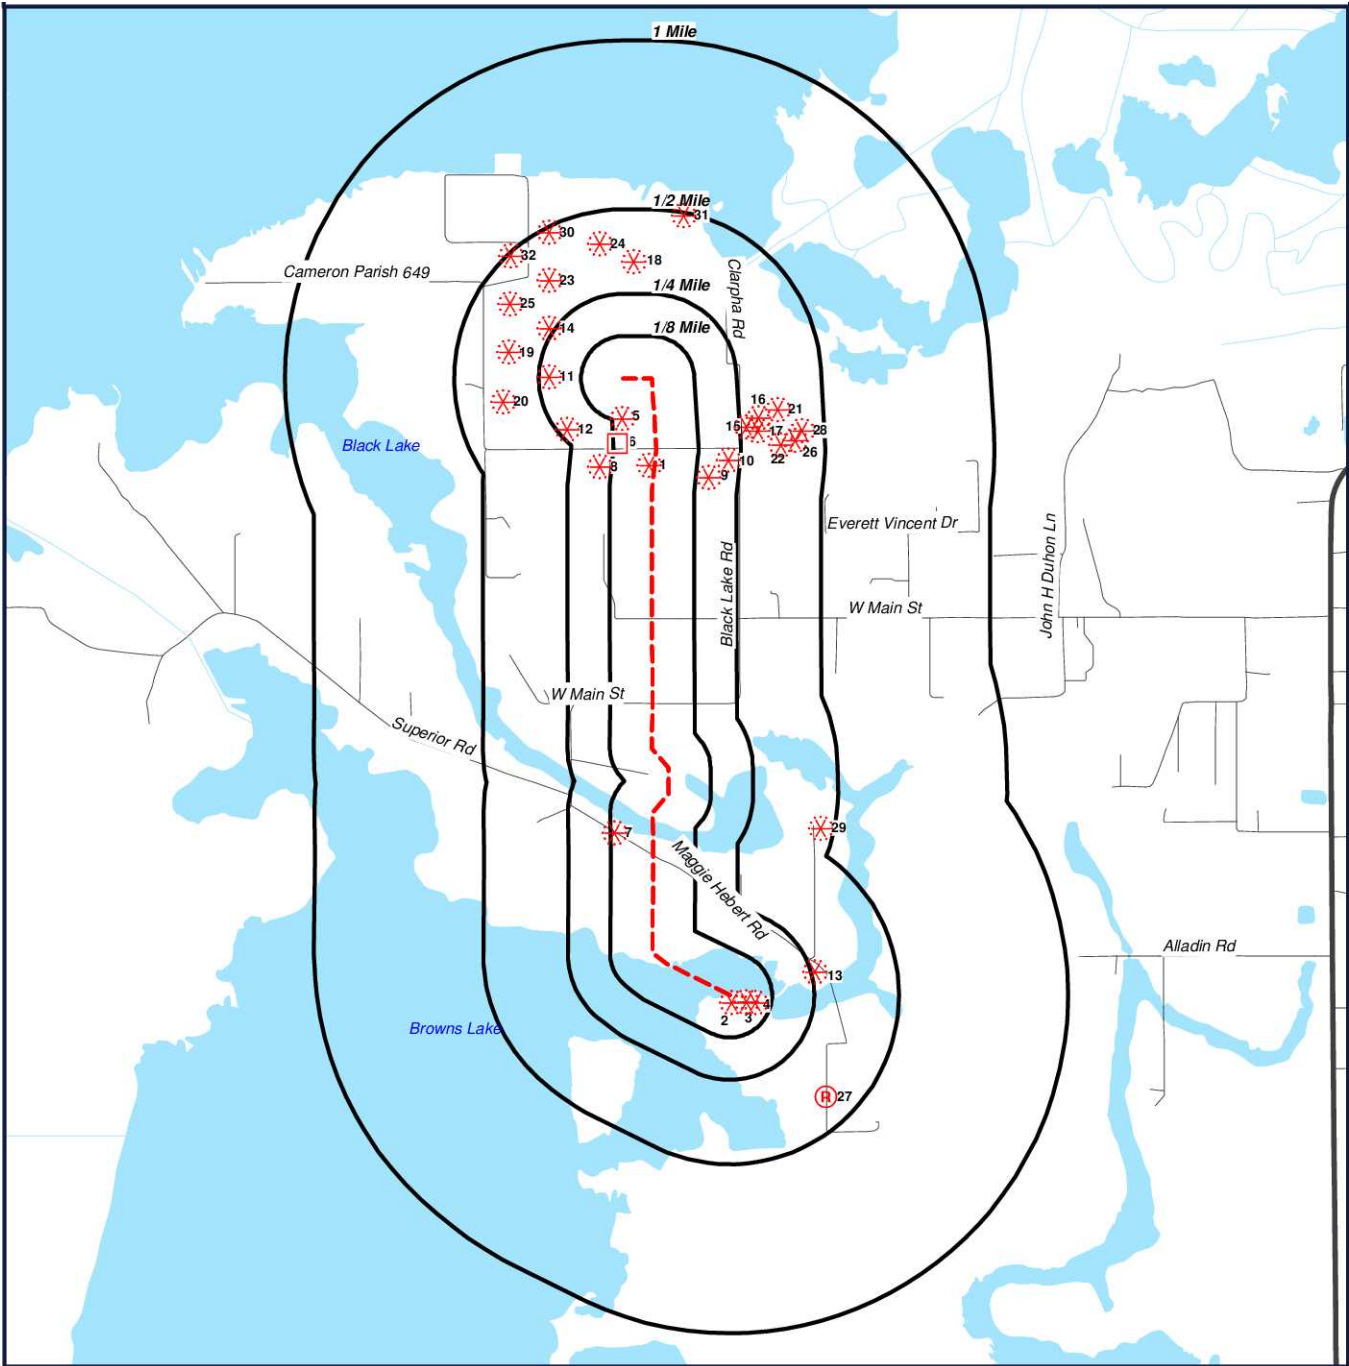 1 Mile
1/2 Mile
31
30
24
32
18
Cameron Parish 649
23
Clarpha Rd
1/4 Mile
25
14
1/8 Mile
19
11
20
16
21
5
12
15
17
28
6
Black Lake
22
26
8
1
10
9
Everett Vincent Dr
John H Duhon Ln
Black Lake Rd
W Main St
W Main St
Superior Rd
7
29
Maggie Hebert Rd
Alladin Rd
13
4
2
3
Browns Lake
R
27